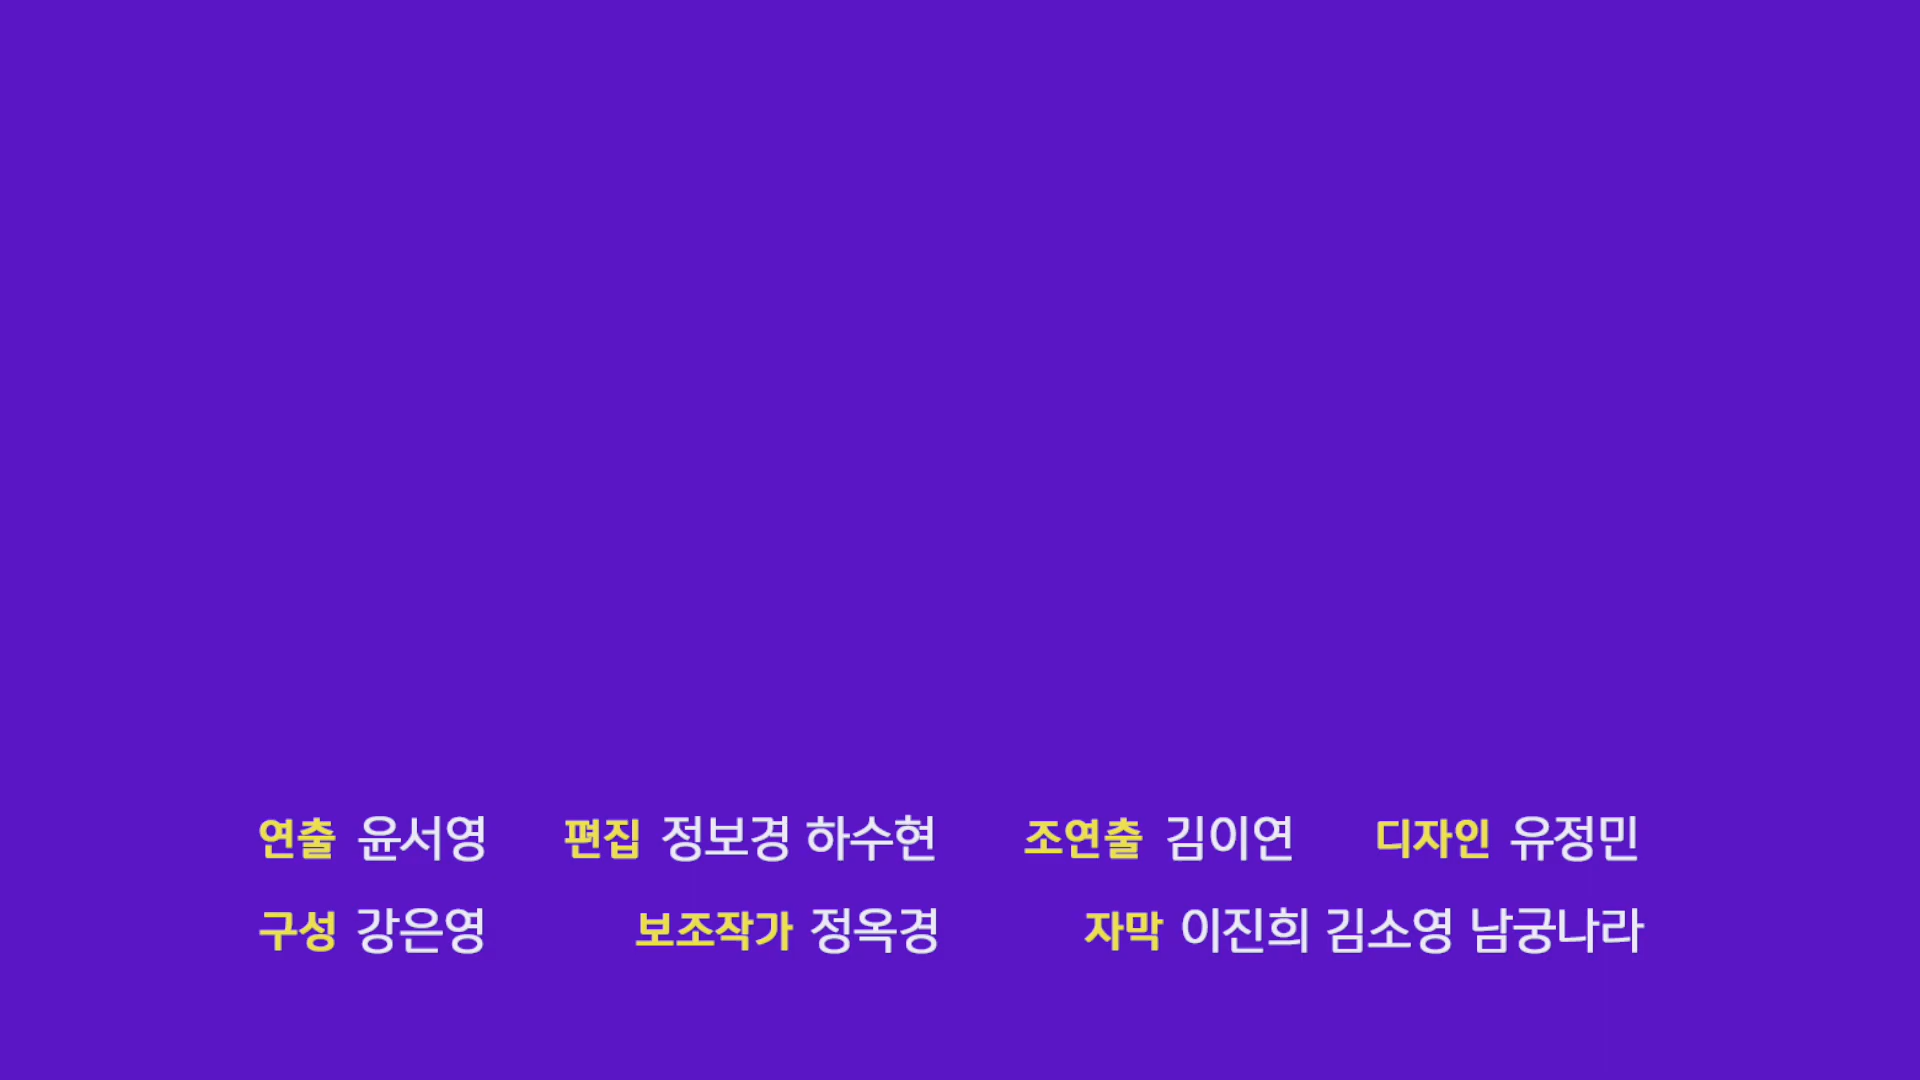 연출 윤서영 편집 정보경 하수현 조연출 김이연 디자인 유정민
구성 강은영 보조작가 정옥경 자막 이진희 김소영 남궁나라